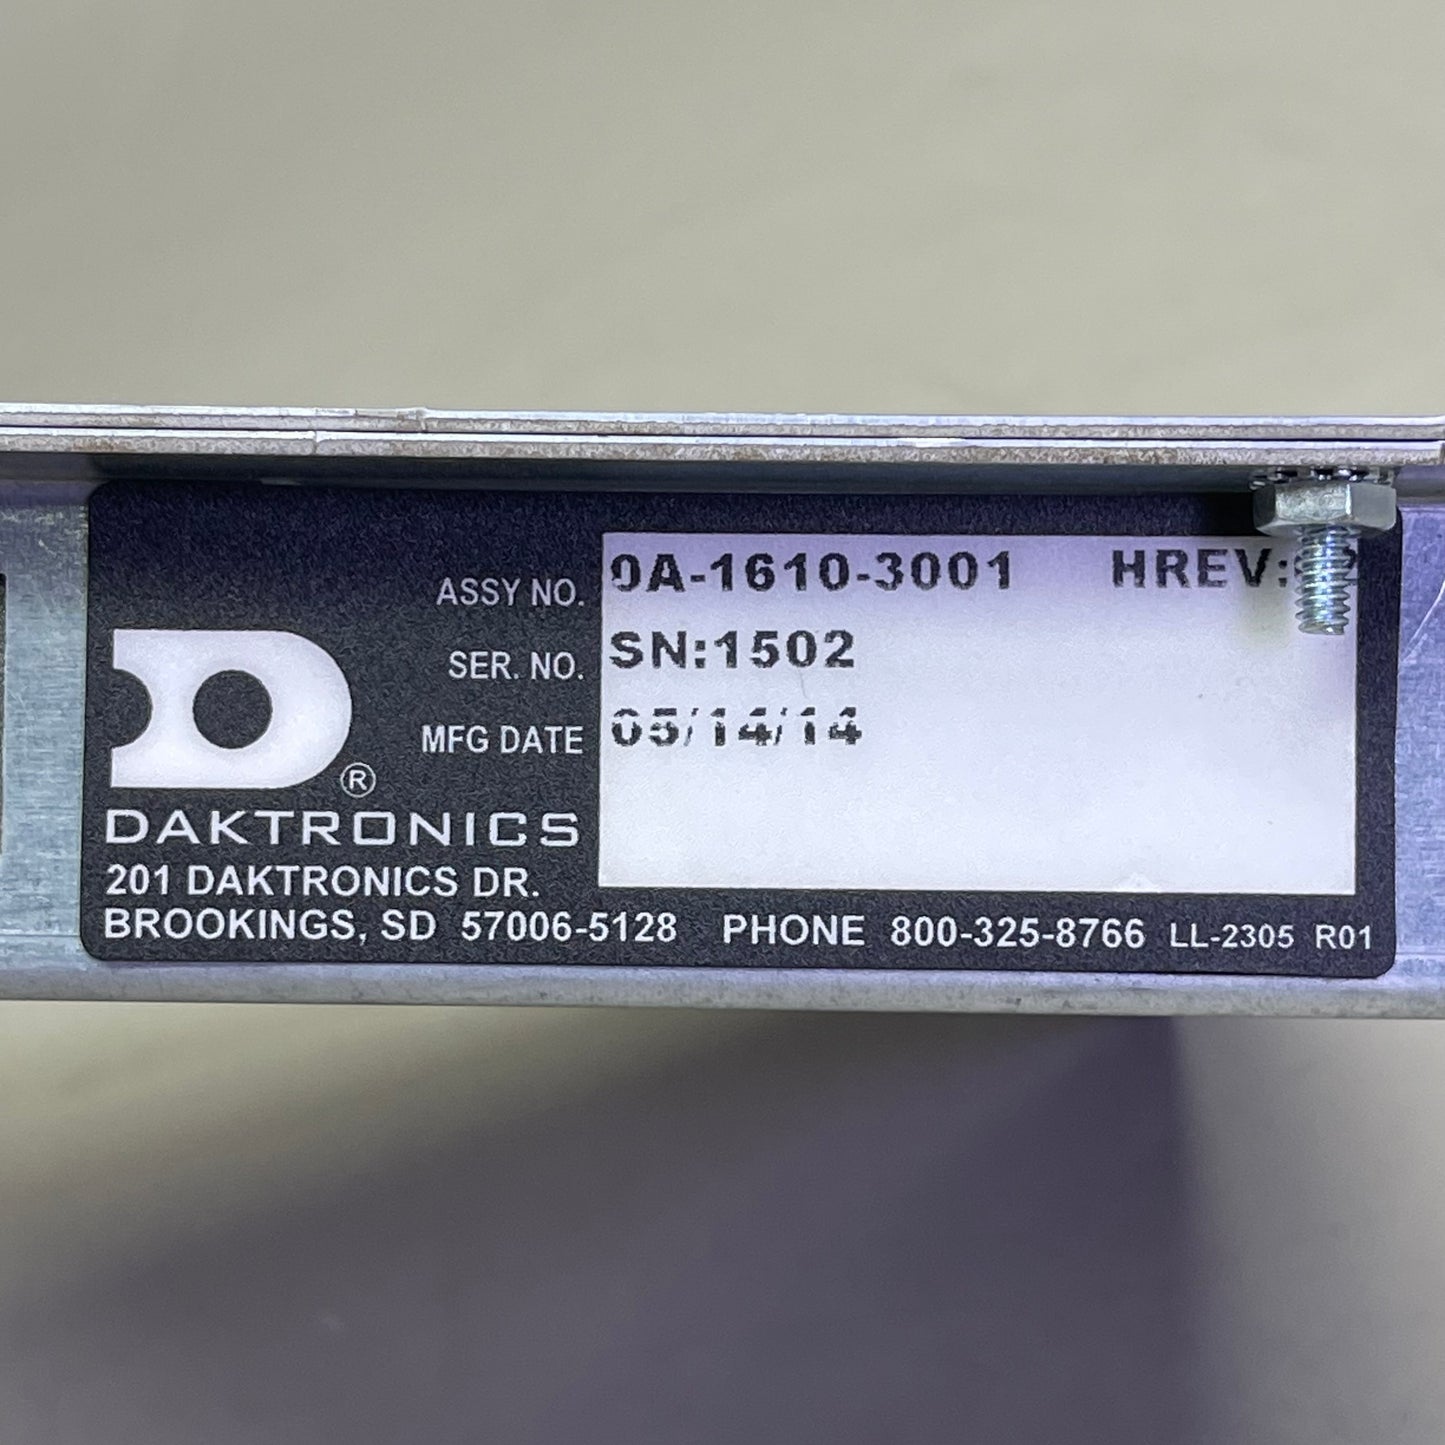 ASSY NO. 0A-1610-3001 HREV:
SER. NO. SN:1502
MFG DATE 05/14/14
®
DAKTRONICS
201 DAKTRONICS DR.
BROOKINGS, SD 57006-5128 PHONE 800-325-8766 LL-2305 R01